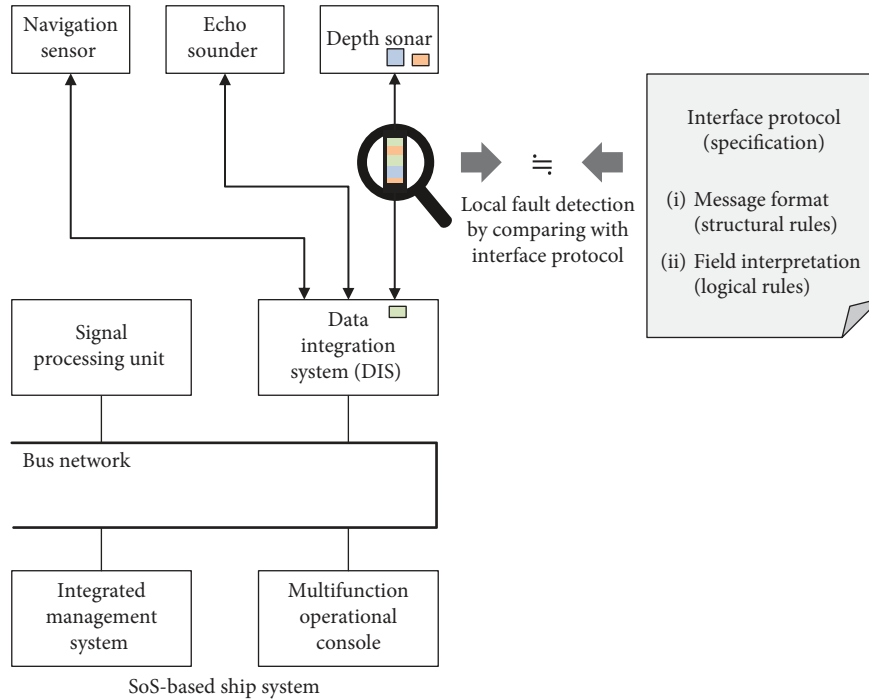 Navigation
sensor
Echo
sounder
Depth sonar
Interface protocol
(specification)
(i) Message format
(structural rules)
(ii) Field interpretation
(logical rules)
≒
Local fault detection
by comparing with
interface protocol
Signal
processing unit
Data
integration
system (DIS)
Bus network
Integrated
management
system
Multifunction
operational
console
SoS-based ship system